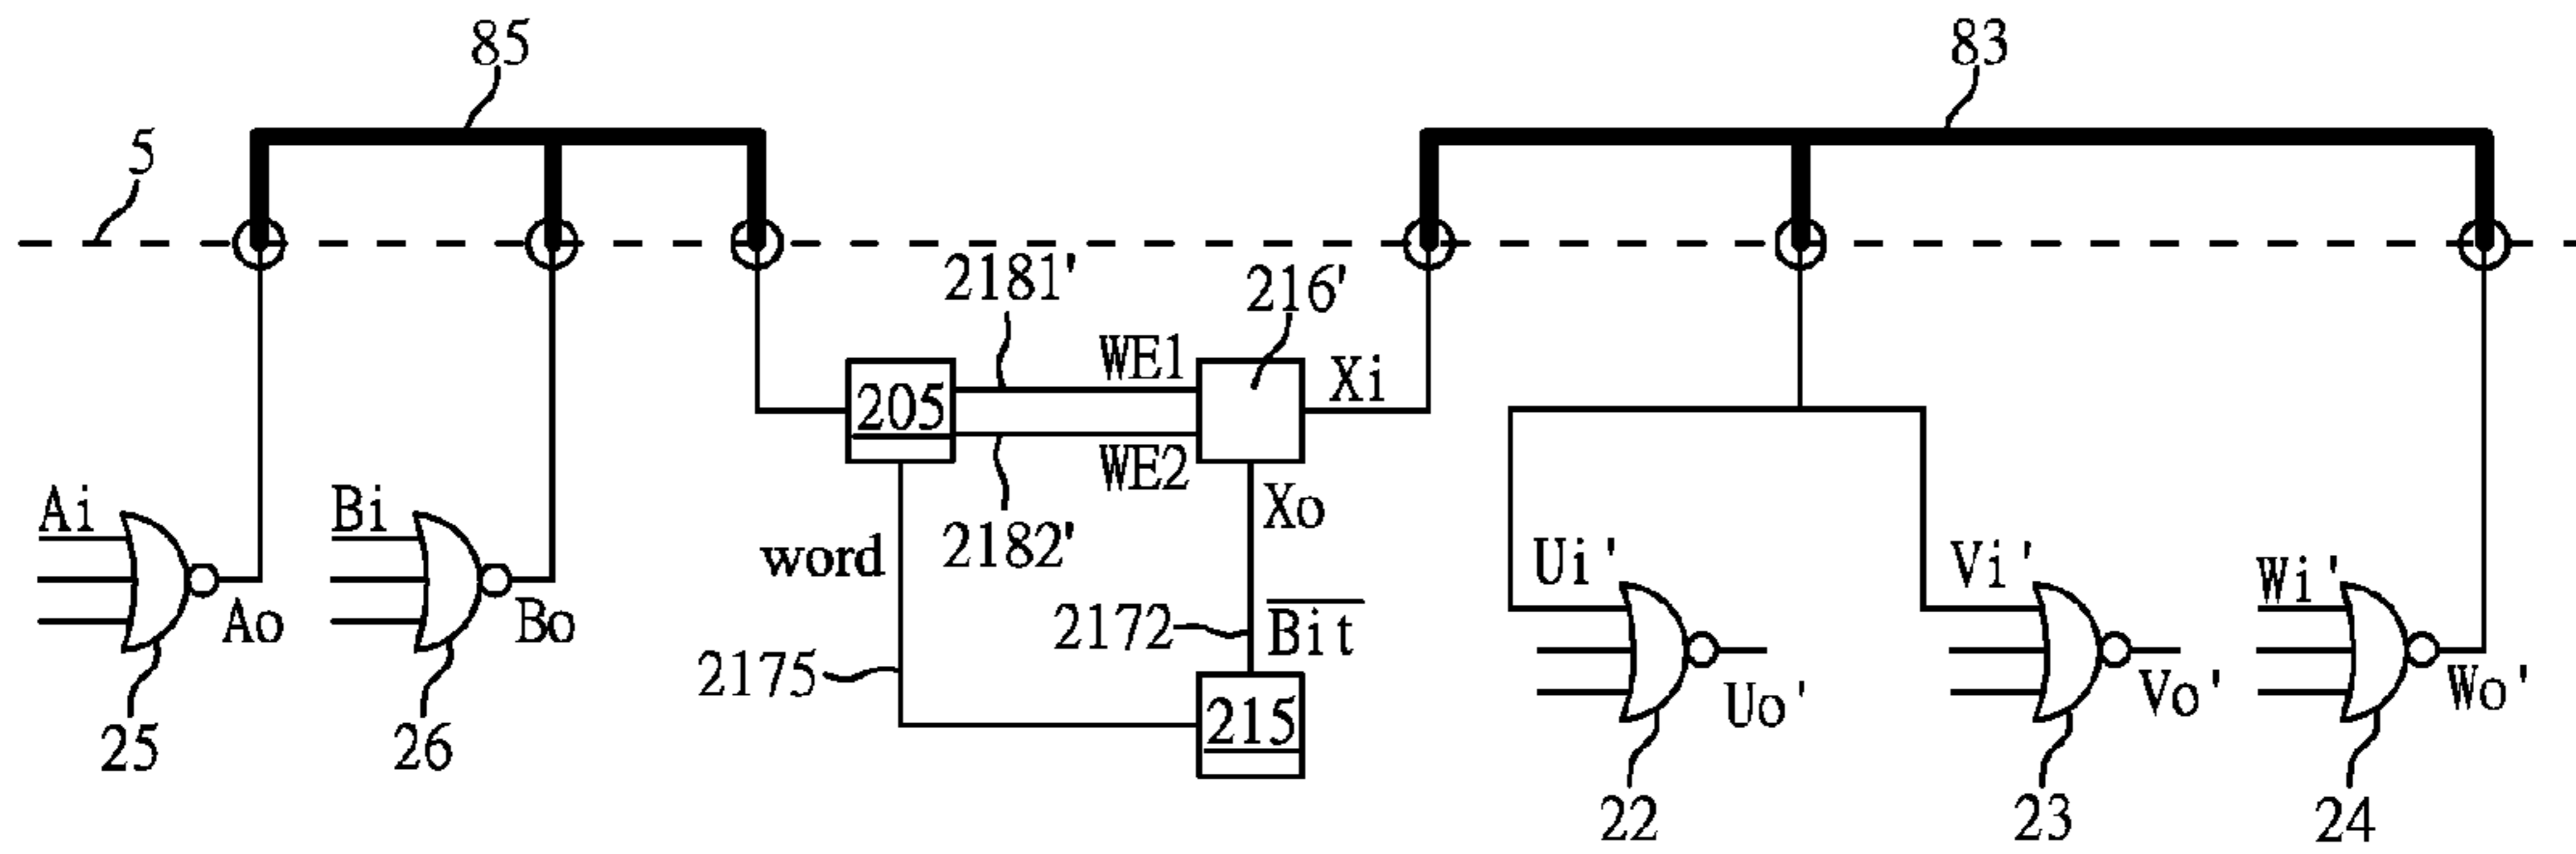 85
83
5
2181'
216'
WE1
Xi
205
WE2
2182'
Xo
Ai
Bi
word
Ui'
Vi'
Wi'
Ao
Bo
2175
2172
B̅i̅t̅
215
Uo'
Vo'
Wo'
25
26
22
23
24